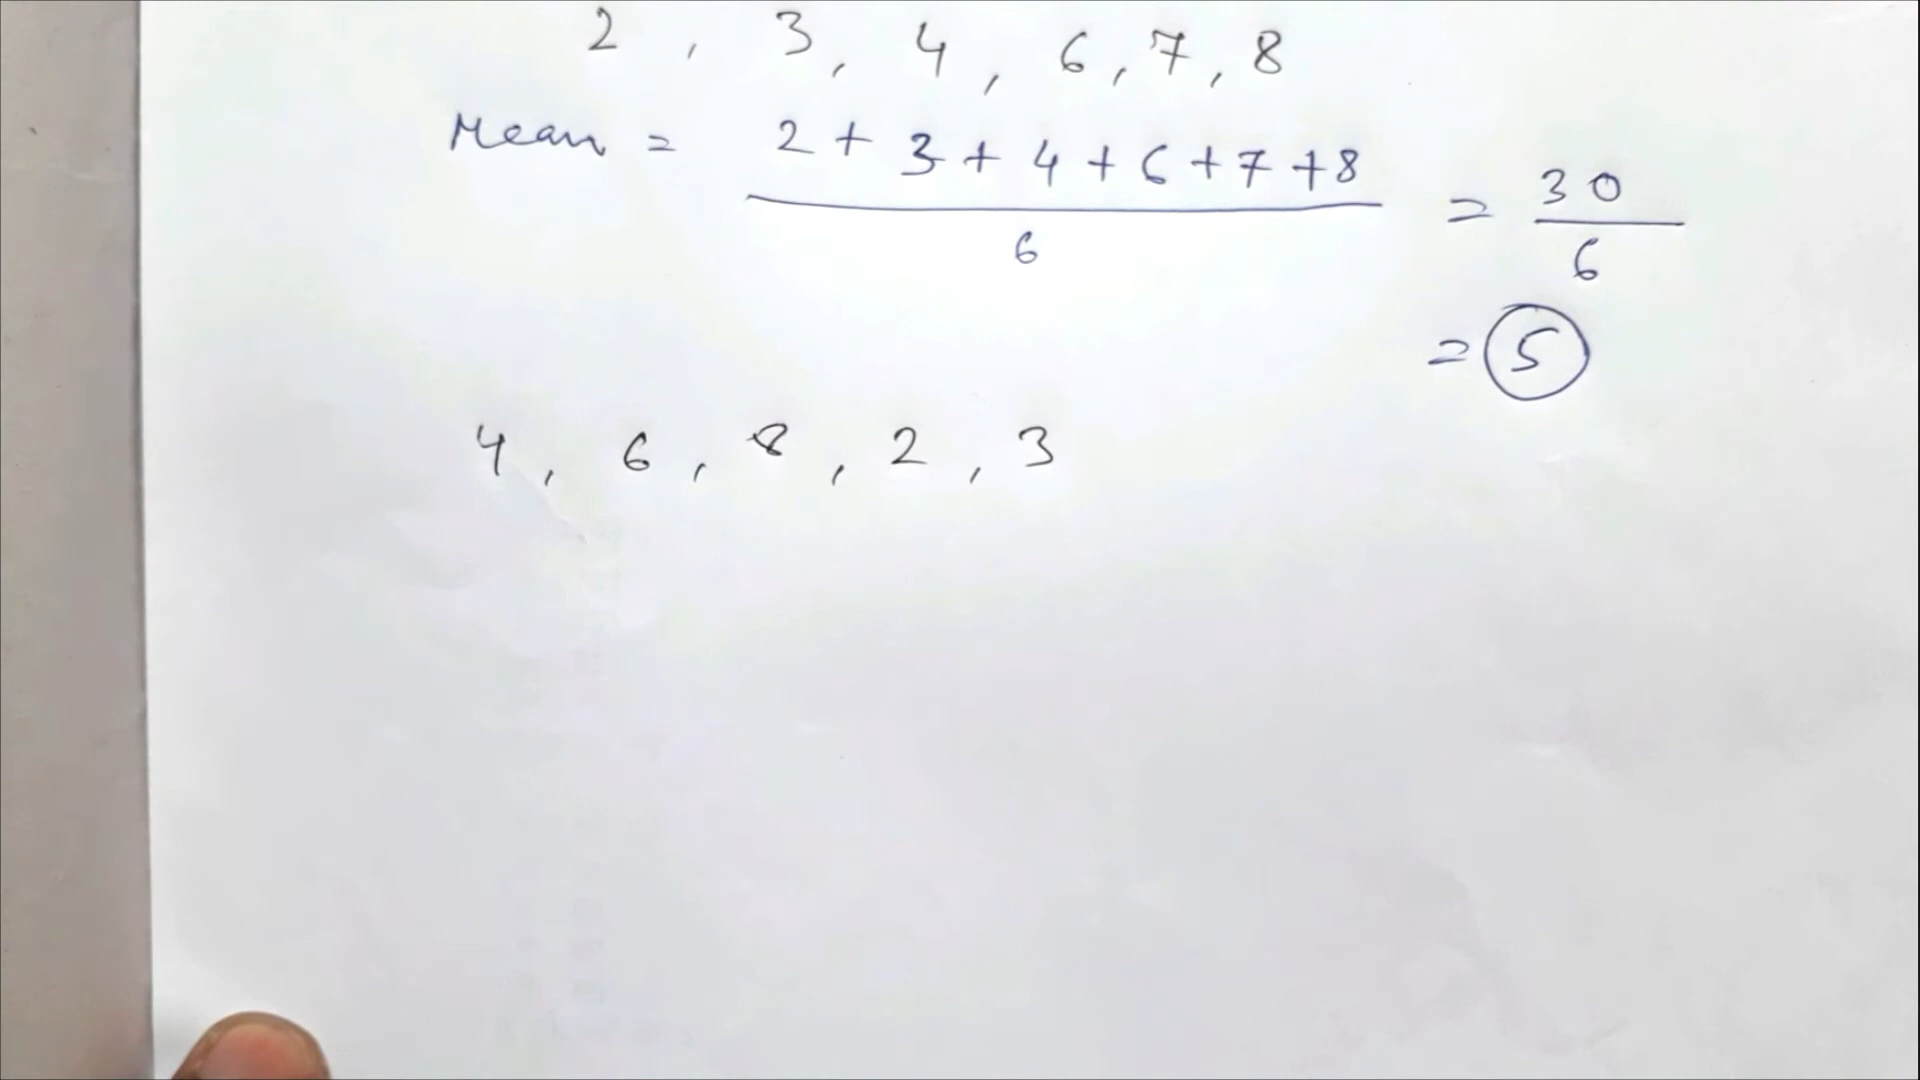 2, 3, 4, 6, 7, 8
Mean = 2 + 3 + 4 + 6 + 7 + 8 / 6 = 30 / 6
= 5
4, 6, 8, 2, 3